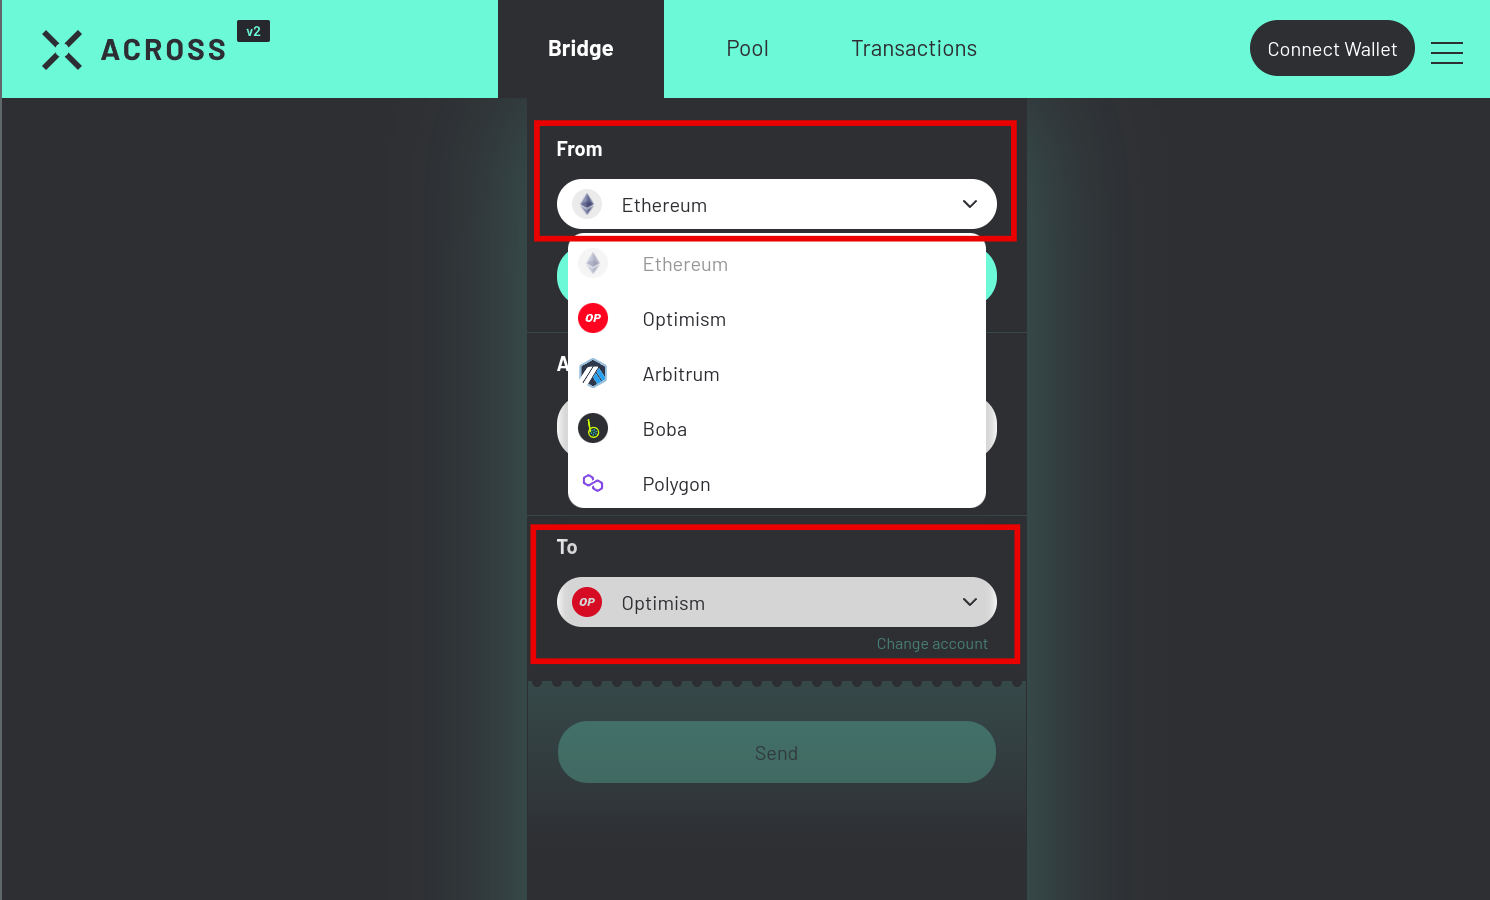 ACROSS v2
Bridge
Pool
Transactions
Connect Wallet
From
Ethereum
Ethereum
OP Optimism
Arbitrum
Boba
Polygon
To
OP Optimism
Change account
Send